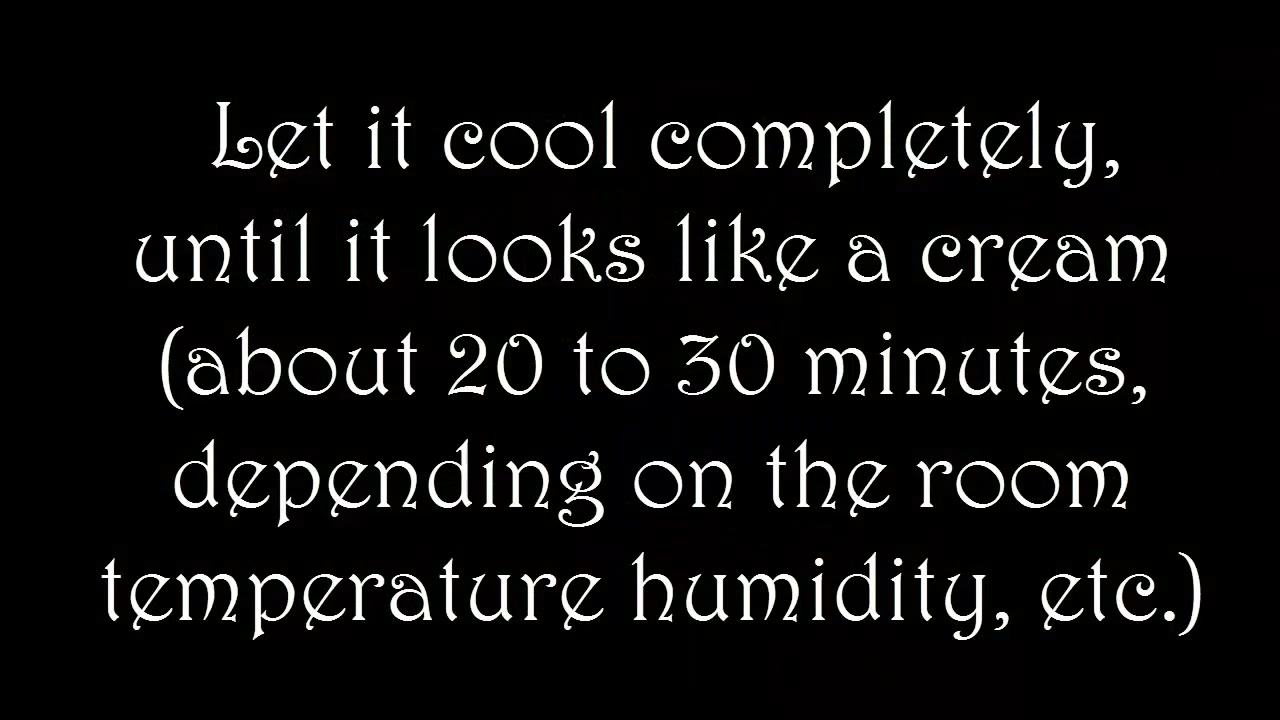 Let it cool completely,
until it looks like a cream
(about 20 to 30 minutes,
depending on the room
temperature humidity, etc.)